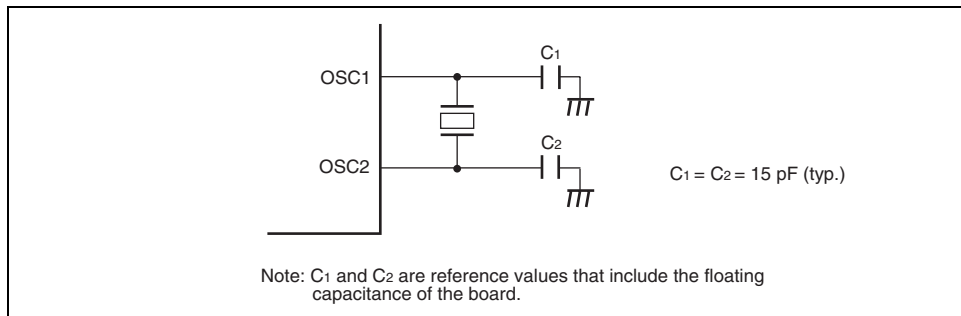 C1
OSC1
C2
OSC2
C1 = C2 = 15 pF (typ.)
Note: C1 and C2 are reference values that include the floating
capacitance of the board.